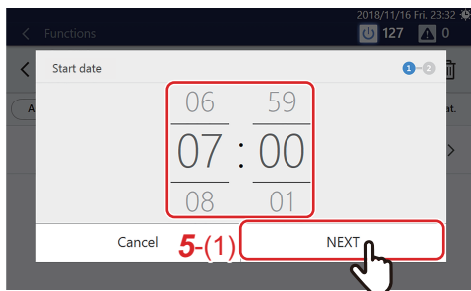 2018/11/16 Fri. 23:32
< Functions 127 0
Start date 1-2
A at.
06 59
07 : 00
08 01
Cancel 5-(1) NEXT